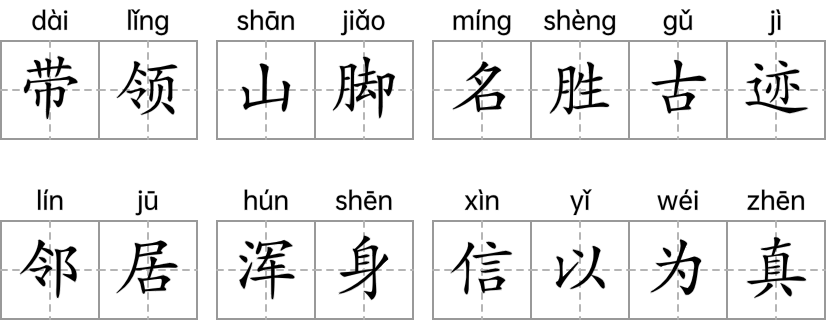 dài lǐng shān jiǎo míng shèng gǔ jì
带领 山脚 名胜古迹
lín jū hún shēn xìn yǐ wéi zhēn
邻居 浑身 信以为真